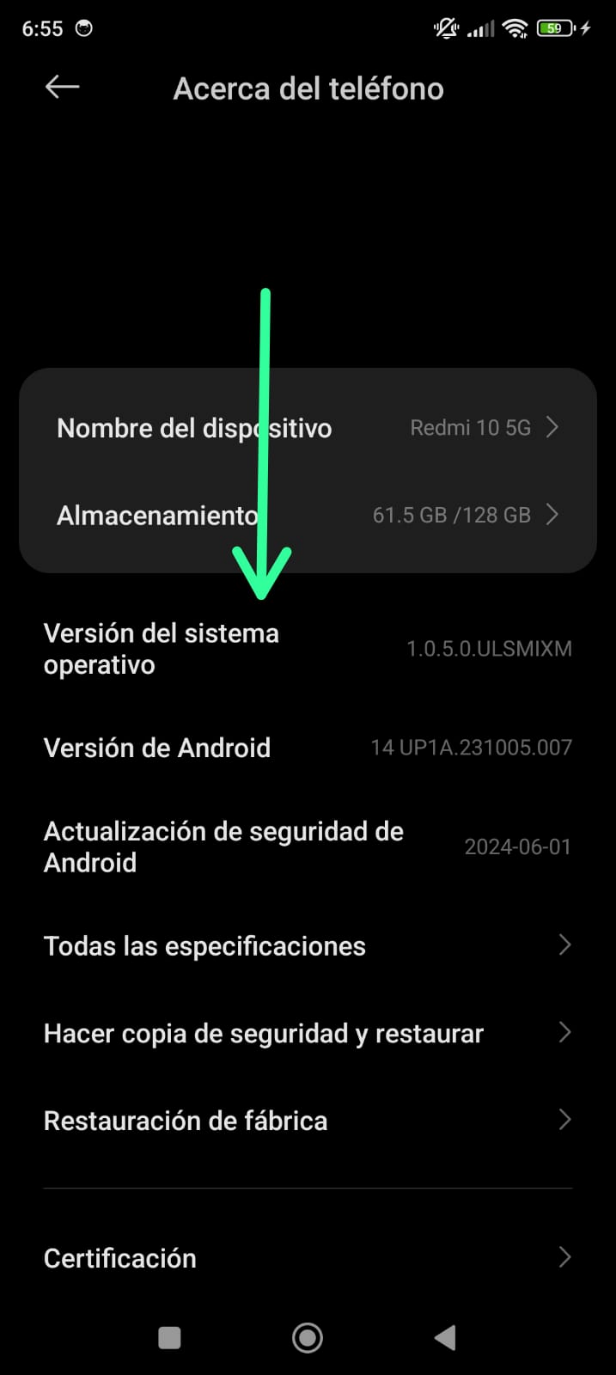 6:55
59
Acerca del teléfono
Nombre del dispositivo Redmi 10 5G
Almacenamiento 61.5 GB /128 GB
Versión del sistema
operativo 1.0.5.0.ULSMIXM
Versión de Android 14 UP1A.231005.007
Actualización de seguridad de
Android 2024-06-01
Todas las especificaciones
Hacer copia de seguridad y restaurar
Restauración de fábrica
Certificación